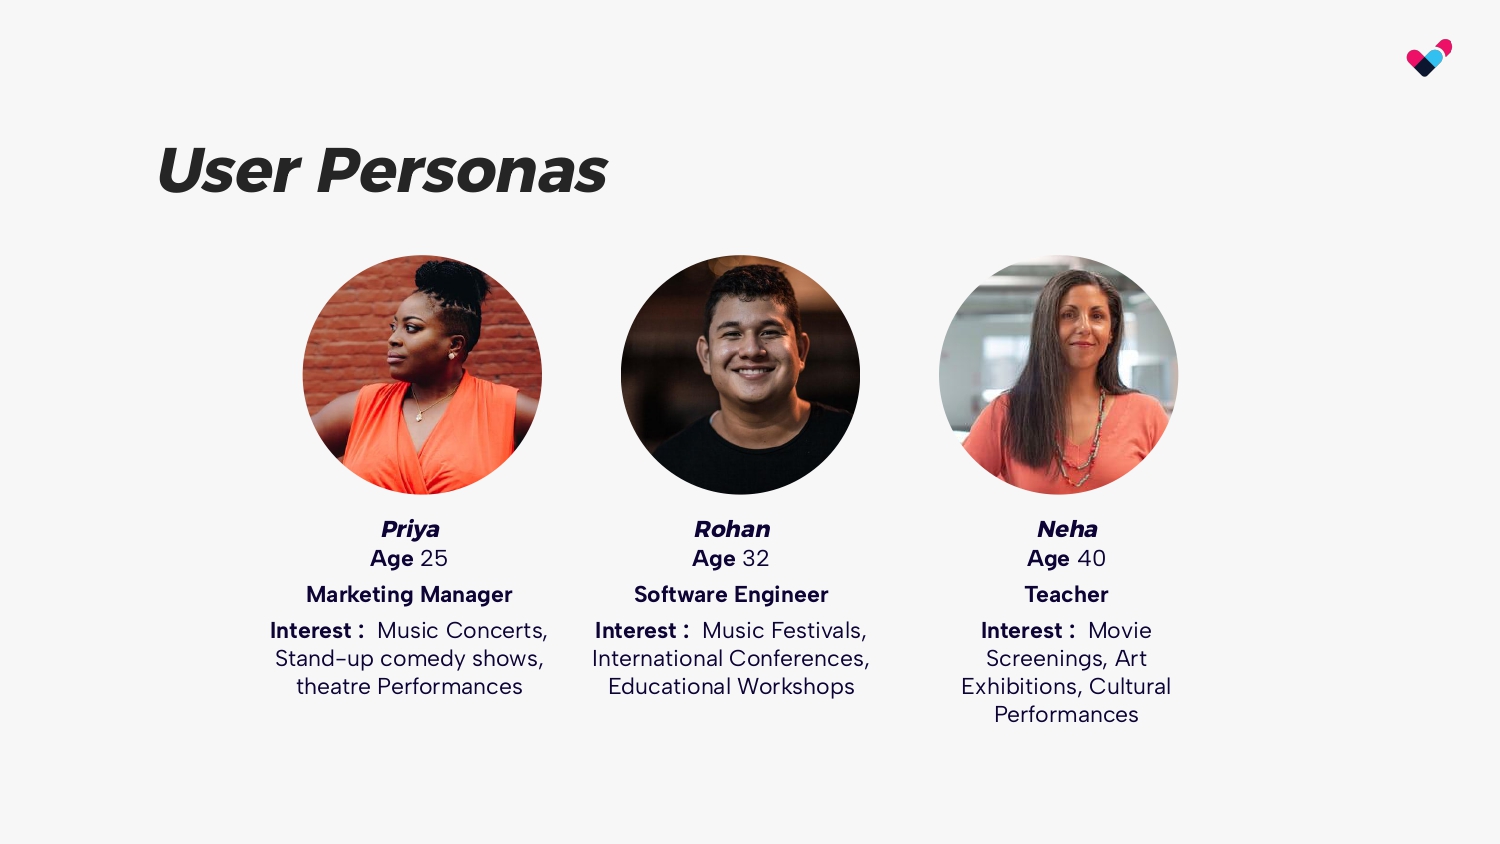 User Personas
Priya
Age 25
Marketing Manager
Interest :  Music Concerts,
Stand-up comedy shows,
theatre Performances
Rohan
Age 32
Software Engineer
Interest :  Music Festivals,
International Conferences,
Educational Workshops
Neha
Age 40
Teacher
Interest :  Movie
Screenings, Art
Exhibitions, Cultural
Performances